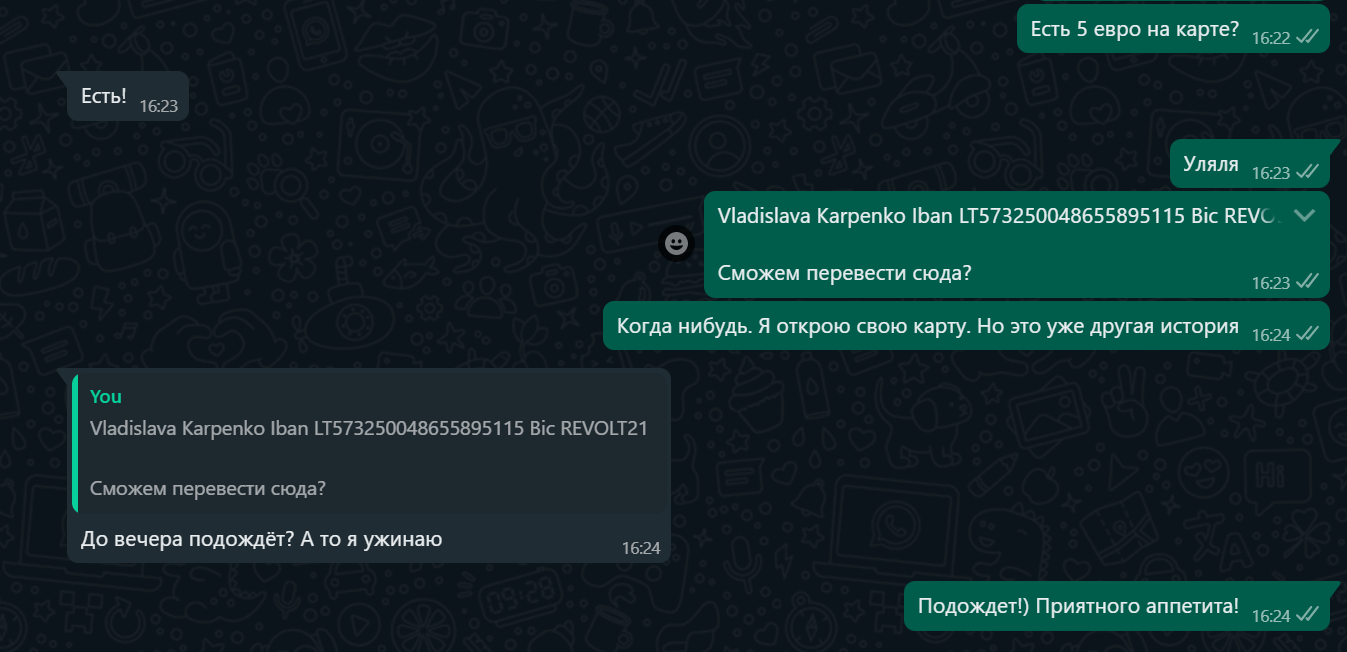 Есть 5 евро на карте?
16:22
Есть!
16:23
Уляля
16:23
Vladislava Karpenko Iban LT573250048655895115 Bic REVO
Сможем перевести сюда?
16:23
Когда нибудь. Я открою свою карту. Но это уже другая история
16:24
You
Vladislava Karpenko Iban LT573250048655895115 Bic REVOLT21
Сможем перевести сюда?
До вечера подождёт? А то я ужинаю
16:24
Подождет!) Приятного аппетита!
16:24